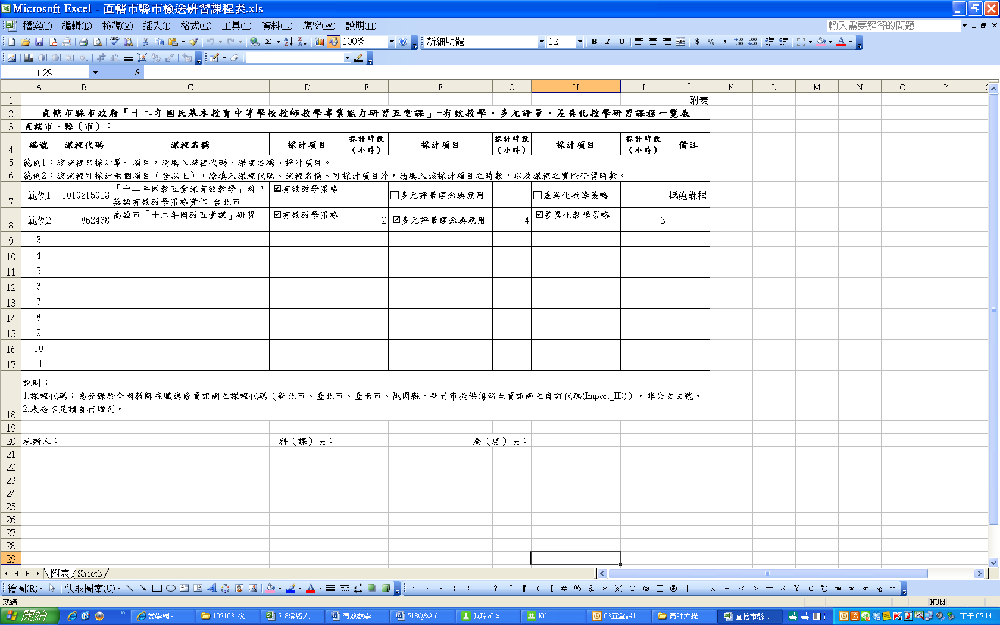 Microsoft Excel - 直轄市縣市檢送研習課程表.xls
檔案(F) 編輯(E) 檢視(V) 插入(I) 格式(O) 工具(T) 資料(D) 視窗(W) 說明(H) 輸入需要解答的問題
100% 新細明體 12 B I U $ % ,
H29 fx
A B C D E F G H I J K L M N O P
1 附表
2 直轄市縣市政府「十二年國民基本教育中等學校教師教學專業能力研習五堂課」-有效教學、多元評量、差異化教學研習課程一覽表
3 直轄市、縣（市）：
4 編號 課程代碼 課程名稱 採計項目 採計時數（小時） 採計項目 採計時數（小時） 採計項目 採計時數（小時） 備註
5 範例1：該課程只採計單一項目，請填入課程代碼、課程名稱、採計項目。
6 範例2：該課程可採計兩個項目（含以上），除填入課程代碼、課程名稱、可採計項目外，請填入該採計項目之時數，以及課程之實際研習時數。
7 範例1 1010215013 「十二年國教五堂課有效教學」國中英語有效教學策略實作-台北市 ☑有效教學策略 □多元評量理念與應用 □差異化教學策略 抵免課程
8 範例2 862468 高雄市「十二年國教五堂課」研習 ☑有效教學策略 2 ☑多元評量理念與應用 4 ☑差異化教學策略 3
9 3
10 4
11 5
12 6
13 7
14 8
15 9
16 10
17 11
說明：
1.課程代碼：為登錄於全國教師在職進修資訊網之課程代碼（新北市、臺北市、臺南市、桃園縣、新竹市提供傳報至資訊網之自訂代碼(Import_ID)），非公文文號。
18 2.表格不足請自行增列。
19
20 承辦人： 科（課）長： 局（處）長：
21
22
23
24
25
26
27
28
29
附表 Sheet3
繪圖(R) 快取圖案(U) ， 。 、 ； ： ！ ？ 「 『 （ 【 # % & * ※ ○ ◎ □ ㊣ ＋ － × ÷ ＜ ＞ ＝ $ ¥ € ℃ mm cm km kg cc
就緒 NUM
開始 愛學網 - ... 1021031後... 518聯絡人... 有效教學.... 518Q&A.d... 佩玲♂♀ N6 03五堂課1... 高師大提... 直轄市縣... 下午 05:14